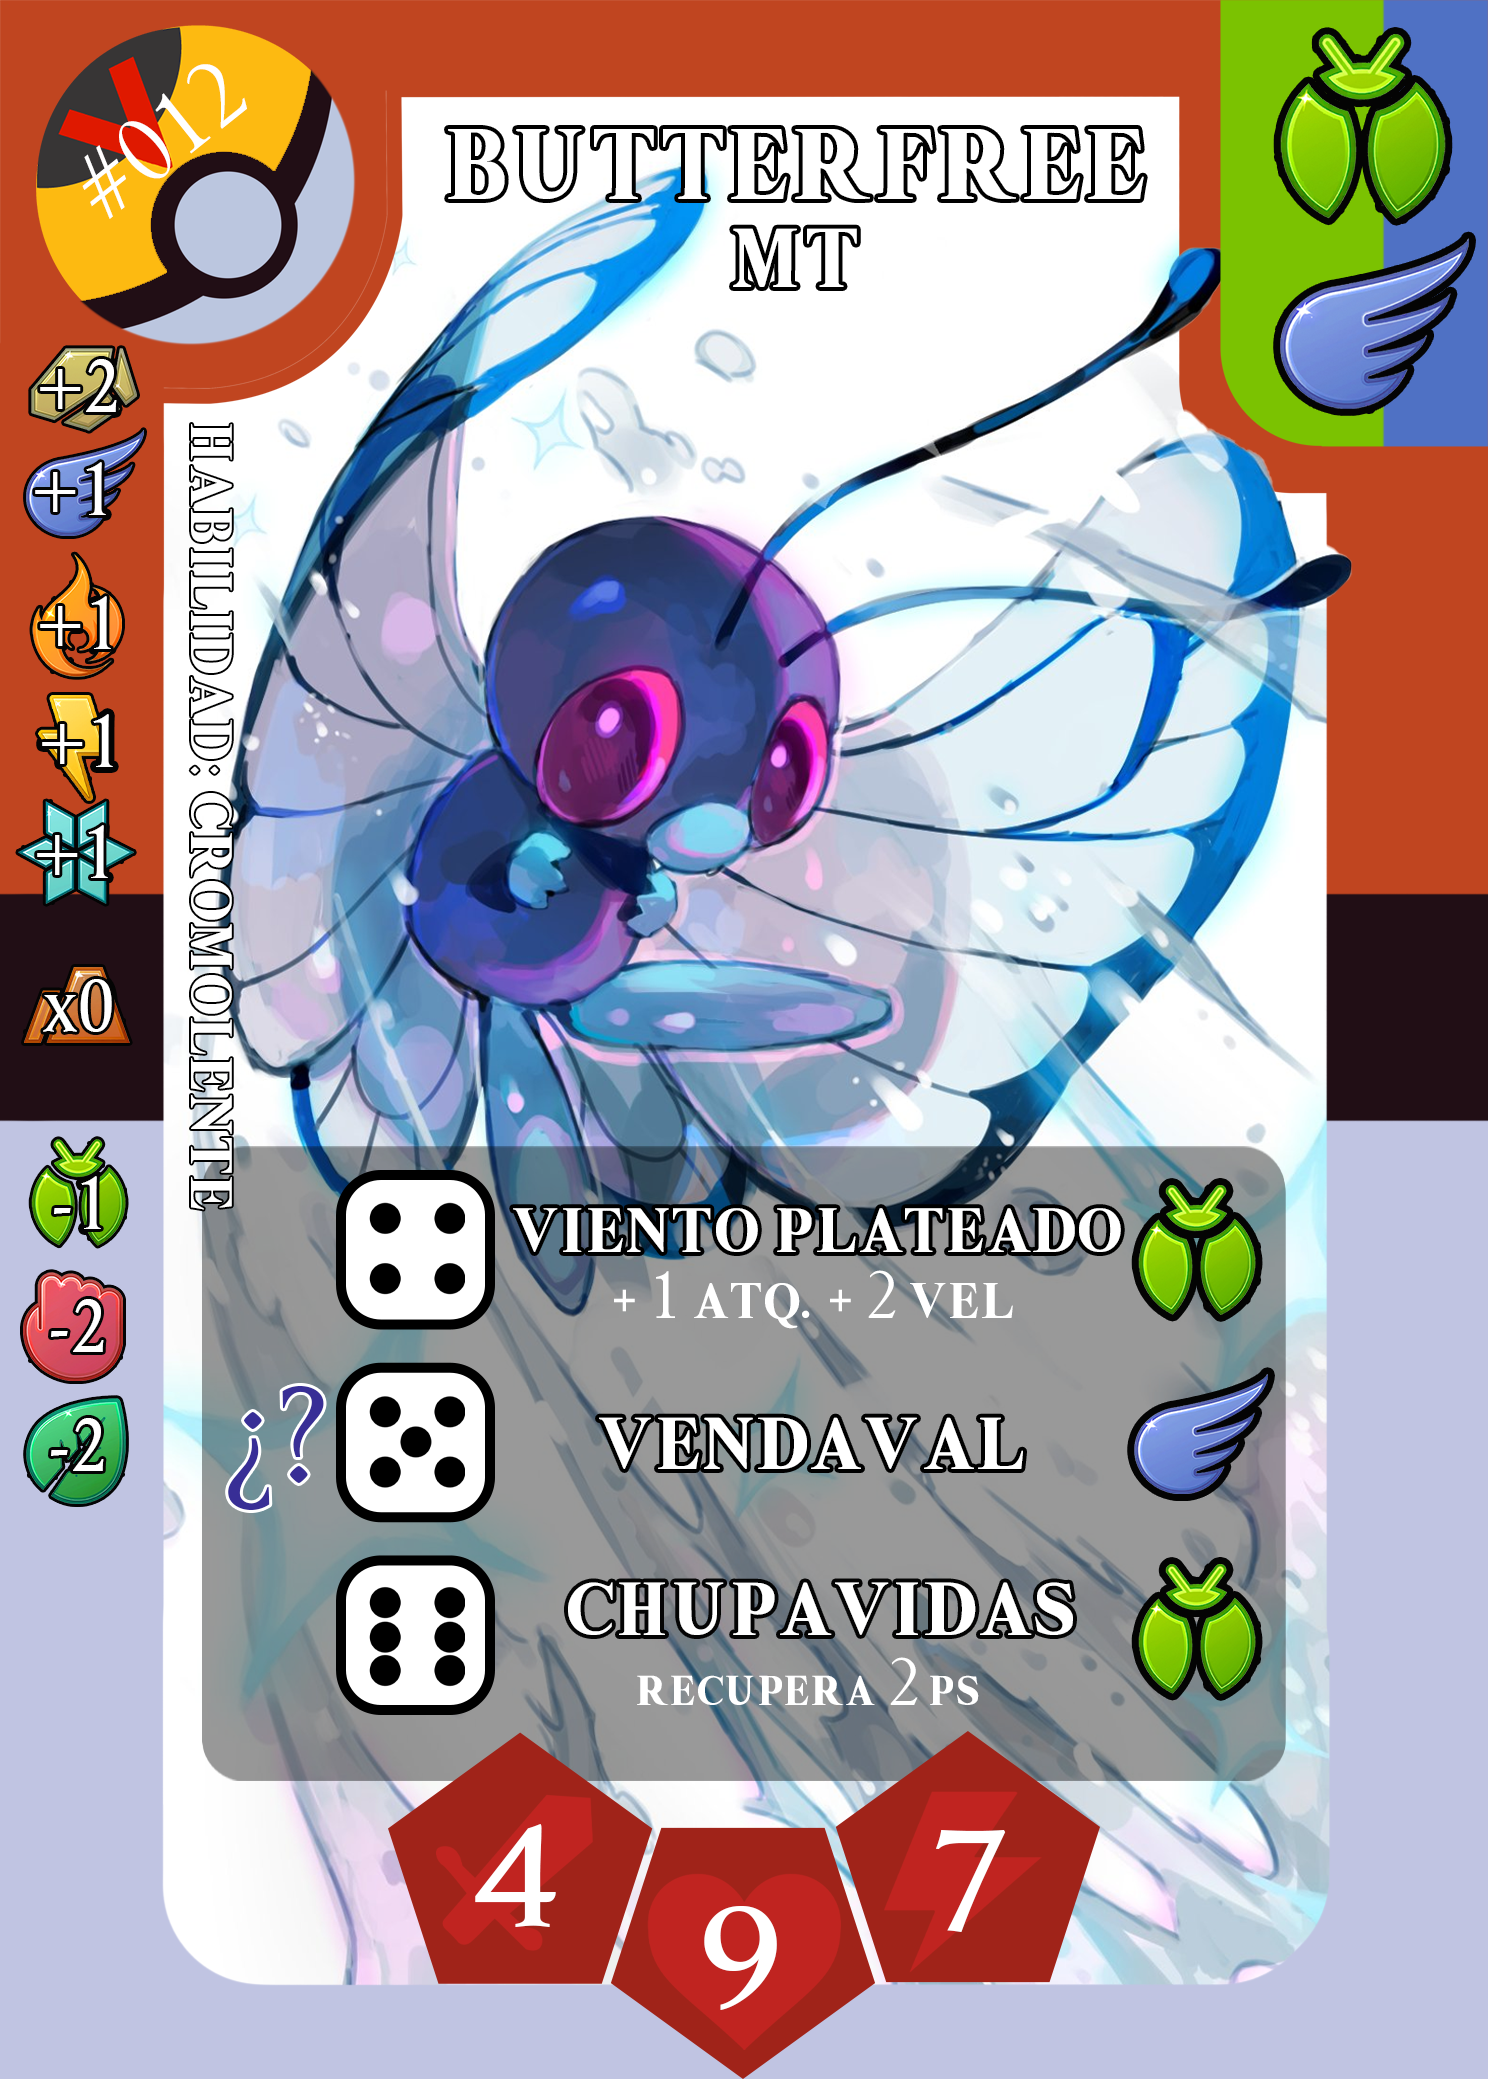 #012
BUTTERFREE
MT
+2
+1
+1
+1
+1
x0
-1
-2
-2
HABILIDAD: CROMOLENTE
VIENTO PLATEADO
+ 1 ATQ. + 2 VEL
¿?
VENDAVAL
CHUPAVIDAS
RECUPERA 2 PS
4
9
7